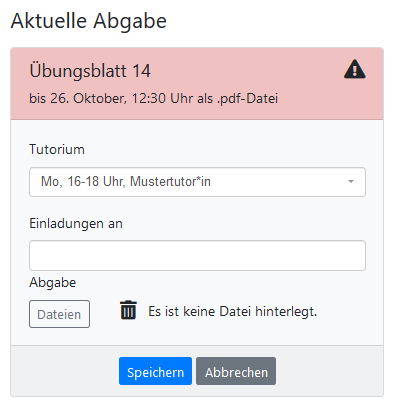 Aktuelle Abgabe
Übungsblatt 14
bis 26. Oktober, 12:30 Uhr als .pdf-Datei
Tutorium
Mo, 16-18 Uhr, Mustertutor*in
Einladungen an
Abgabe
Dateien Es ist keine Datei hinterlegt.
Speichern Abbrechen